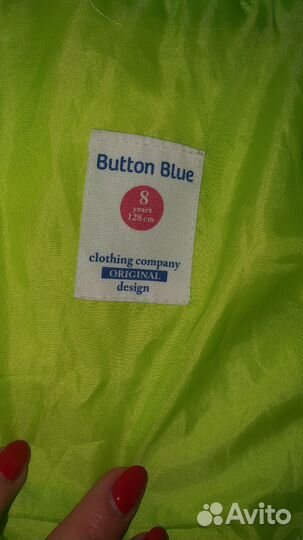 Button Blue
8
years
128 cm
clothing company
ORIGINAL
design
Avito